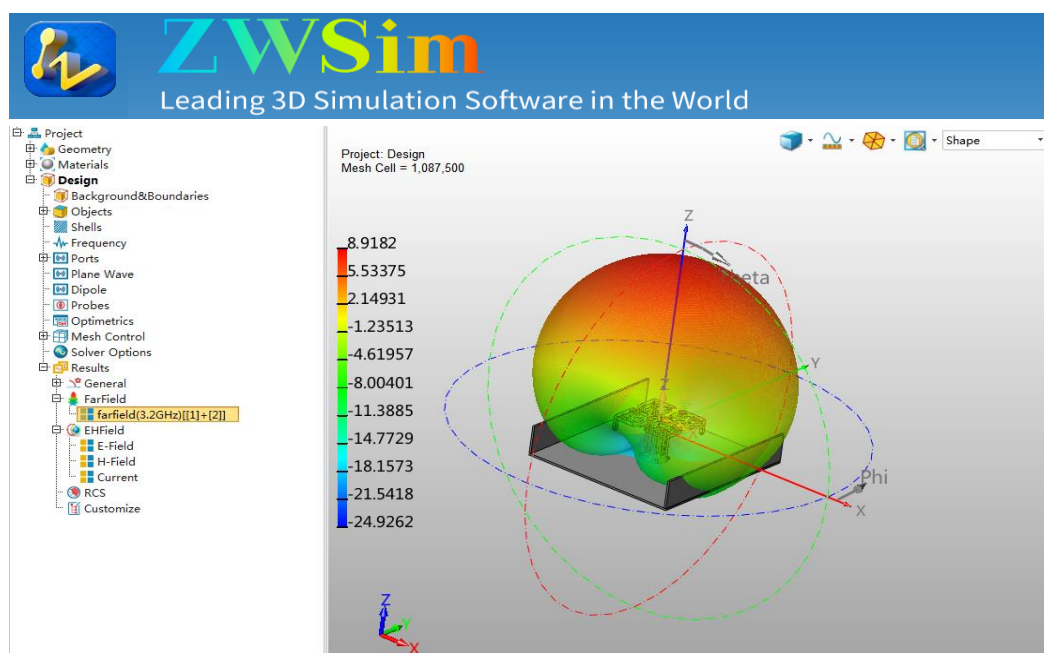 ZWSim
Leading 3D Simulation Software in the World
Project
Geometry
Materials
Design
Background&Boundaries
Objects
Shells
Frequency
Ports
Plane Wave
Dipole
Probes
Optimetrics
Mesh Control
Solver Options
Results
General
FarField
farfield(3.2GHz)[[1]+[2]]
EHField
E-Field
H-Field
Current
RCS
Customize
Shape
Project: Design
Mesh Cell = 1,087,500
8.9182
5.53375
2.14931
-1.23513
-4.61957
-8.00401
-11.3885
-14.7729
-18.1573
-21.5418
-24.9262
Z
Y
Z
Phi
X
Z
Y
X